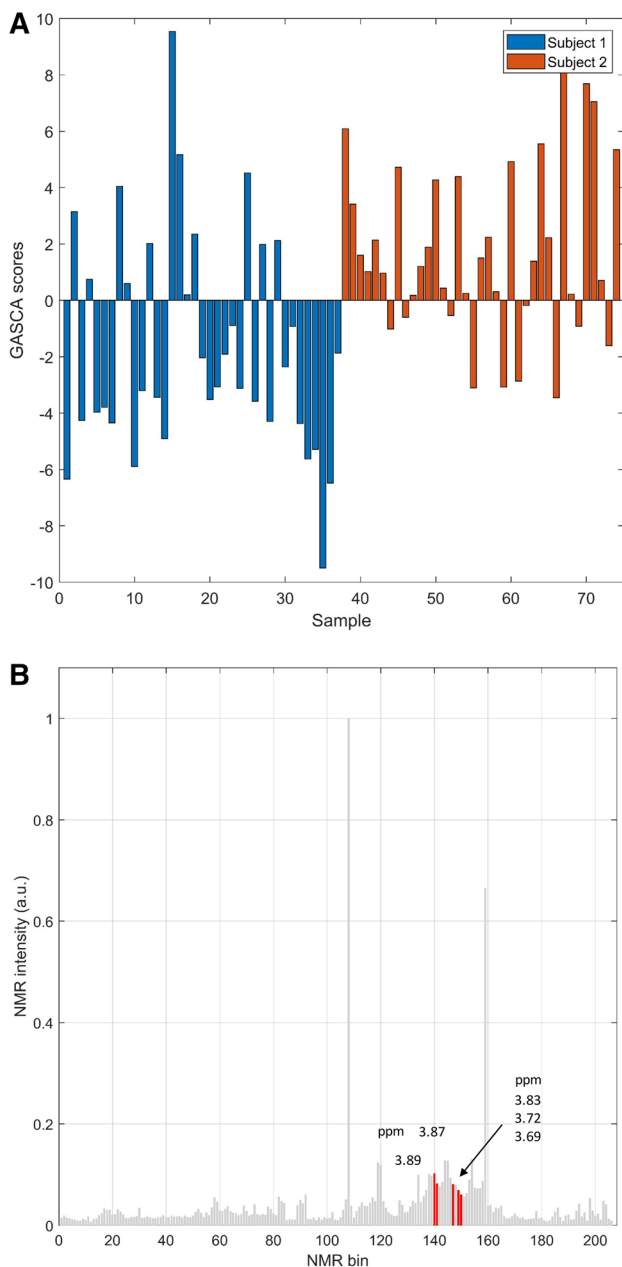 A
10
8
6
4
2
0
-2
-4
-6
-8
-10
GASCA scores
Subject 1
Subject 2
0 10 20 30 40 50 60 70
Sample
B
1
0.8
0.6
0.4
0.2
0
NMR intensity (a.u.)
ppm
3.83
3.72
3.69
ppm 3.87
3.89
0 20 40 60 80 100 120 140 160 180 200
NMR bin